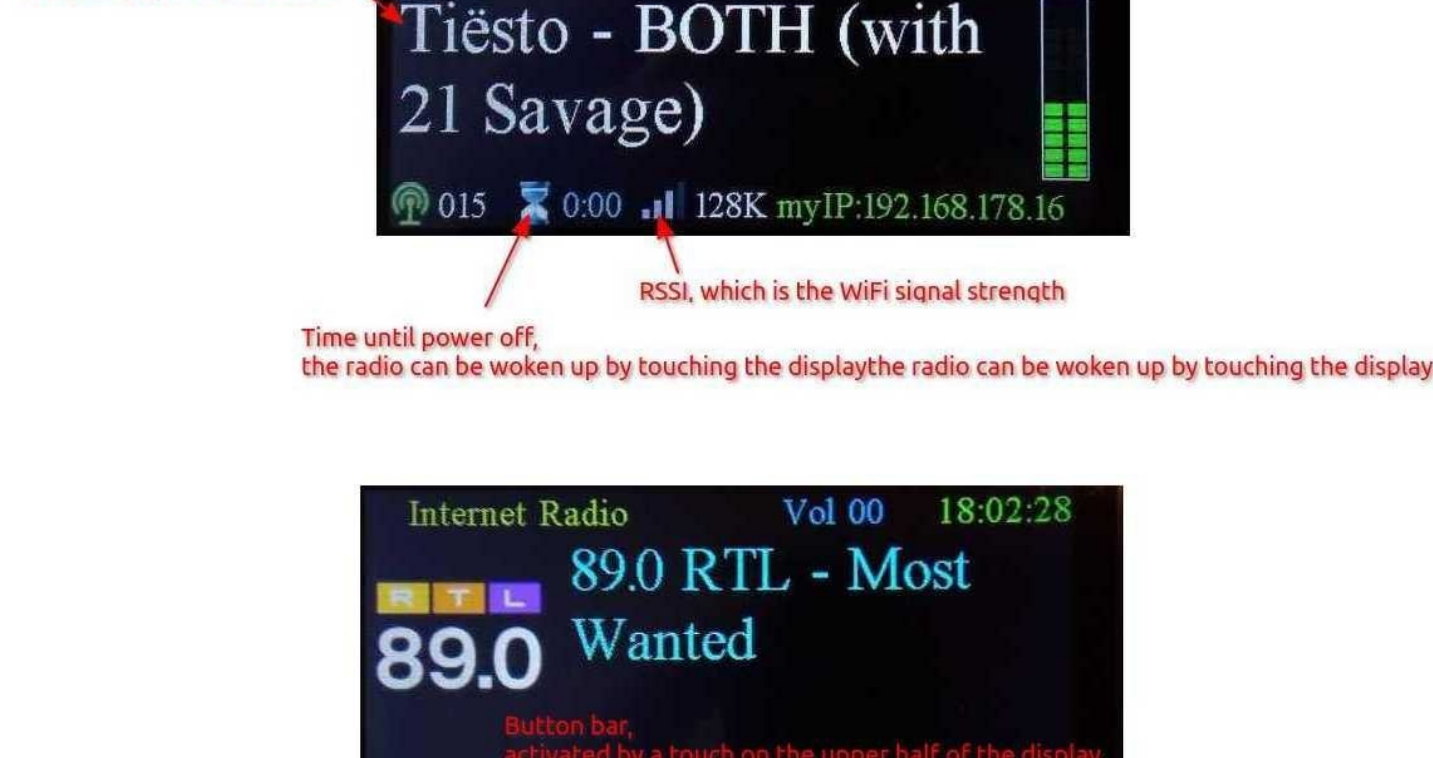 Tiësto - BOTH (with
21 Savage)
015 0:00 128K myIP:192.168.178.16
RSSI, which is the WiFi signal strength
Time until power off,
the radio can be woken up by touching the displaythe radio can be woken up by touching the display
Internet Radio Vol 00 18:02:28
89.0 RTL - Most
Wanted
R T L
89.0
Button bar,
activated by a touch on the upper half of the display